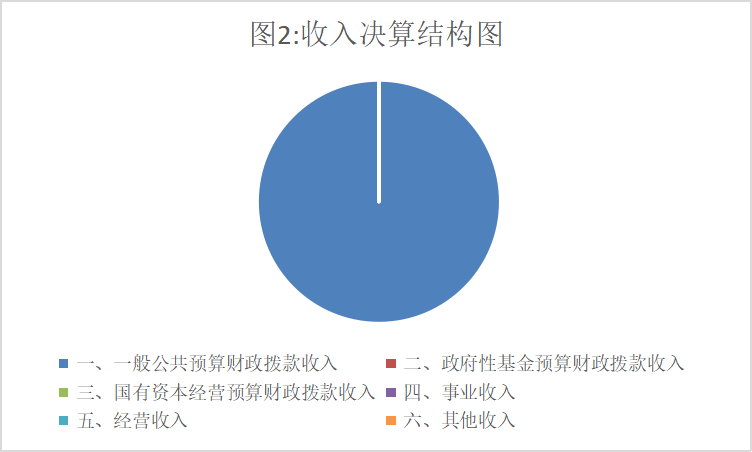 图2:收入决算结构图
一、一般公共预算财政拨款收入
二、政府性基金预算财政拨款收入
三、国有资本经营预算财政拨款收入
四、事业收入
五、经营收入
六、其他收入